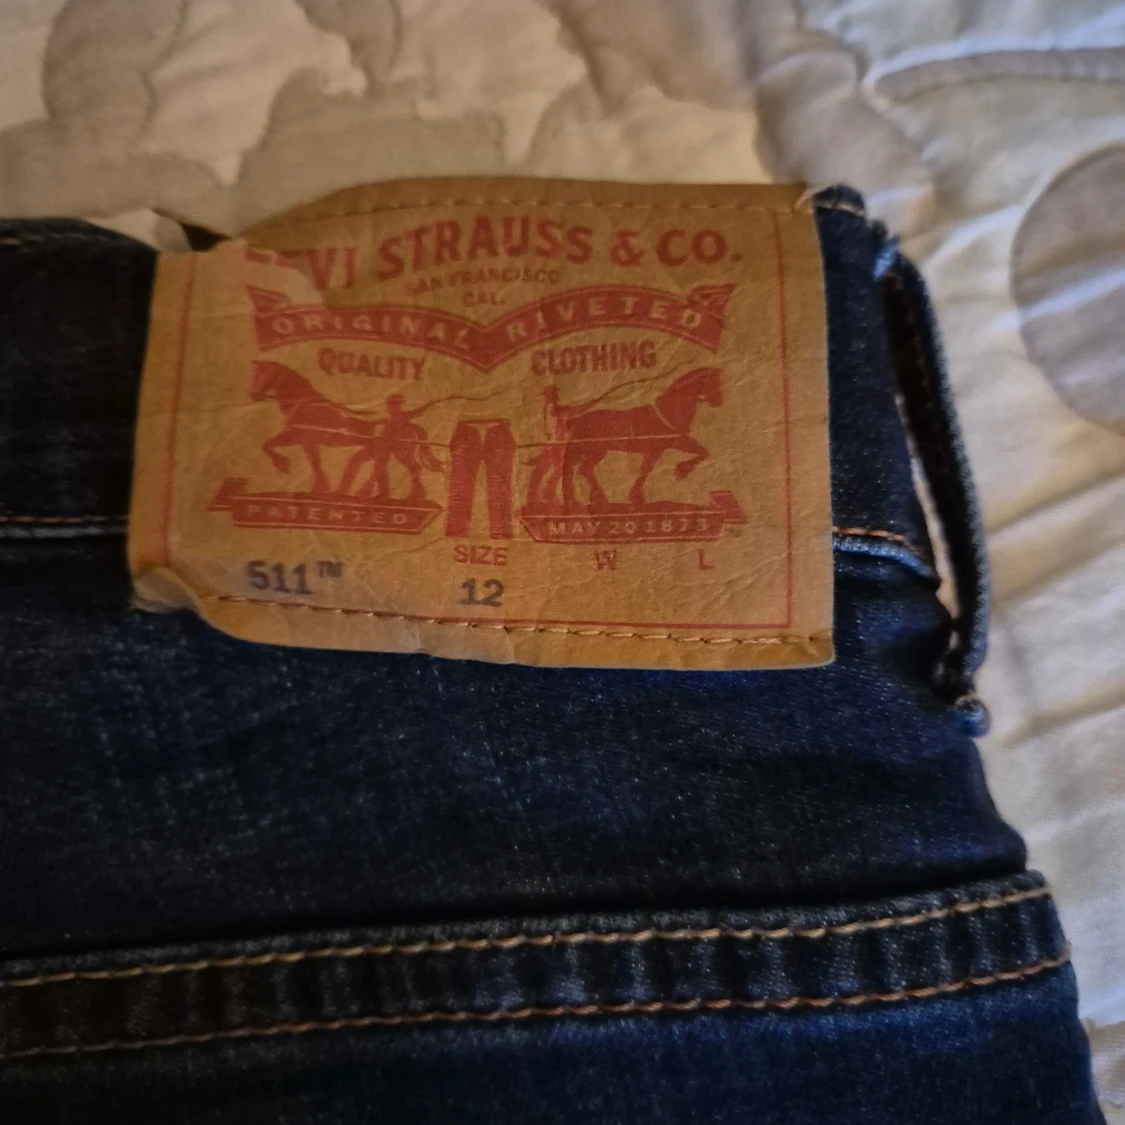 LEVI STRAUSS & CO.
SAN FRANCISCO
CAL.
ORIGINAL RIVETED
QUALITY CLOTHING
PATENTED MAY 20 1873
SIZE W L
511™ 12